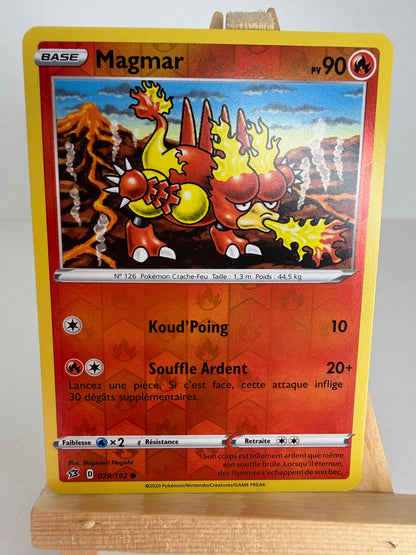 BASE Magmar PV 90
N° 126 Pokémon Crache-Feu Taille : 1,3 m Poids : 44,5 kg
Koud'Poing 10
Souffle Ardent 20+
Lancez une pièce. Si c'est face, cette attaque inflige
30 dégâts supplémentaires.
Faiblesse ×2 Résistance Retraite
Illus. Shigenori Negishi
D 029/192 ●
Son corps est tellement ardent que même
son souffle brûle. Lorsqu'il éternue,
des flammes s'échappent de son bec.
©2020 Pokémon/Nintendo/Creatures/GAME FREAK